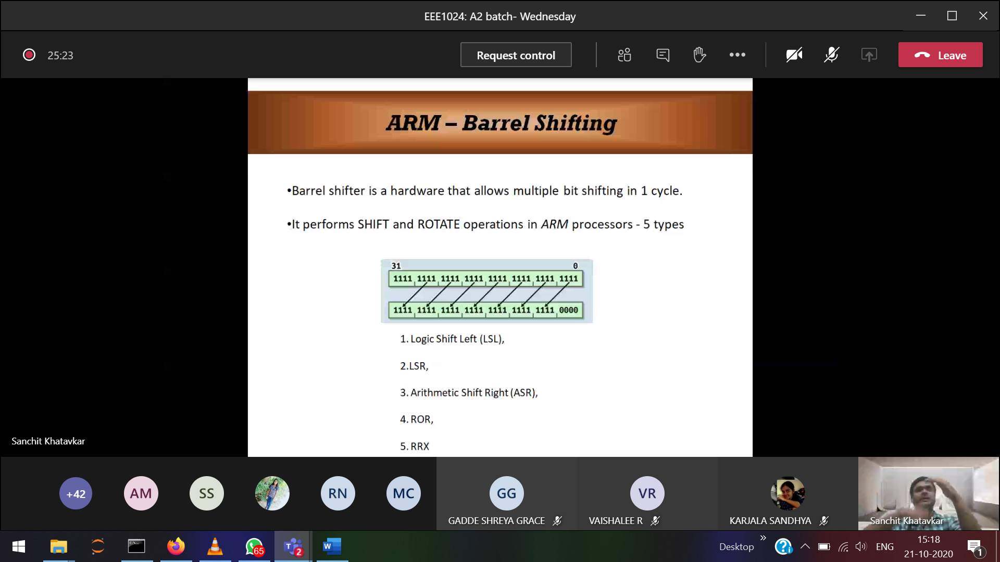 EEE1024: A2 batch- Wednesday
25:23
Request control
Leave
ARM – Barrel Shifting
•Barrel shifter is a hardware that allows multiple bit shifting in 1 cycle.
•It performs SHIFT and ROTATE operations in ARM processors - 5 types
31 0
1111 1111 1111 1111 1111 1111 1111 1111
1111 1111 1111 1111 1111 1111 1111 0000
1. Logic Shift Left (LSL),
2.LSR,
3. Arithmetic Shift Right (ASR),
4. ROR,
5. RRX
Sanchit Khatavkar
+42 AM SS RN MC GG VR
GADDE SHREYA GRACE VAISHALEE R KARJALA SANDHYA Sanchit Khatavkar
65 T 2 W
Desktop ENG 15:18
21-10-2020 1